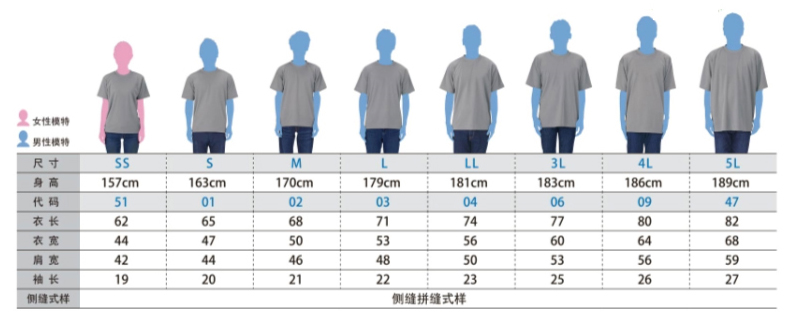 女性模特
男性模特
尺寸 SS S M L LL 3L 4L 5L
身高 157cm 163cm 170cm 179cm 181cm 183cm 186cm 189cm
代码 51 01 02 03 04 06 09 47
衣长 62 65 68 71 74 77 80 82
衣宽 44 47 50 53 56 60 64 68
肩宽 42 44 46 48 50 53 56 59
袖长 19 20 21 22 23 25 26 27
侧缝式样 侧缝拼缝式样